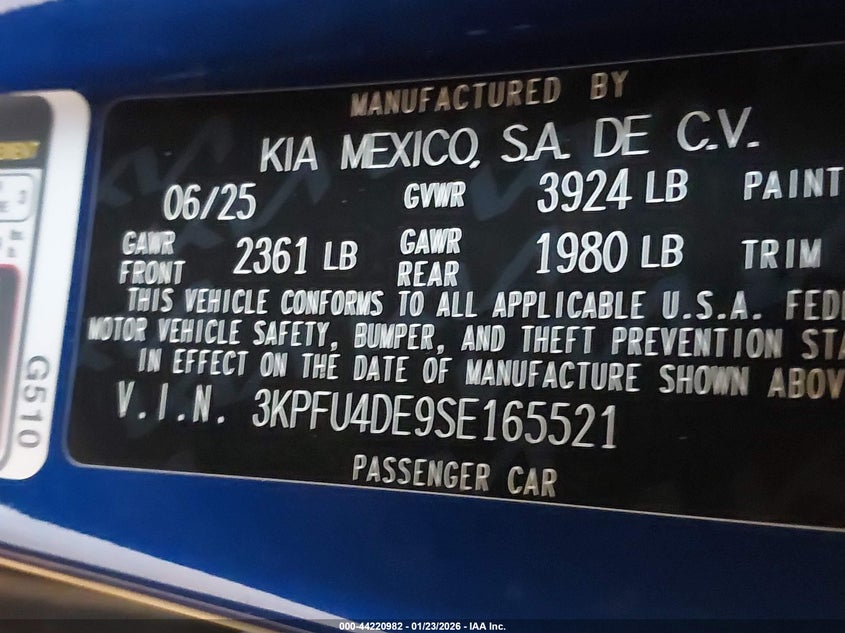 MANUFACTURED BY
KIA MEXICO, S.A. DE C.V.
06/25 GVWR 3924 LB PAINT
GAWR FRONT 2361 LB GAWR REAR 1980 LB TRIM
THIS VEHICLE CONFORMS TO ALL APPLICABLE U.S.A. FEDE
MOTOR VEHICLE SAFETY, BUMPER, AND THEFT PREVENTION STA
IN EFFECT ON THE DATE OF MANUFACTURE SHOWN ABOV
V.I.N. 3KPFU4DE9SE165521
PASSENGER CAR
G510
000-44220982 - 01/23/2026 - IAA Inc.